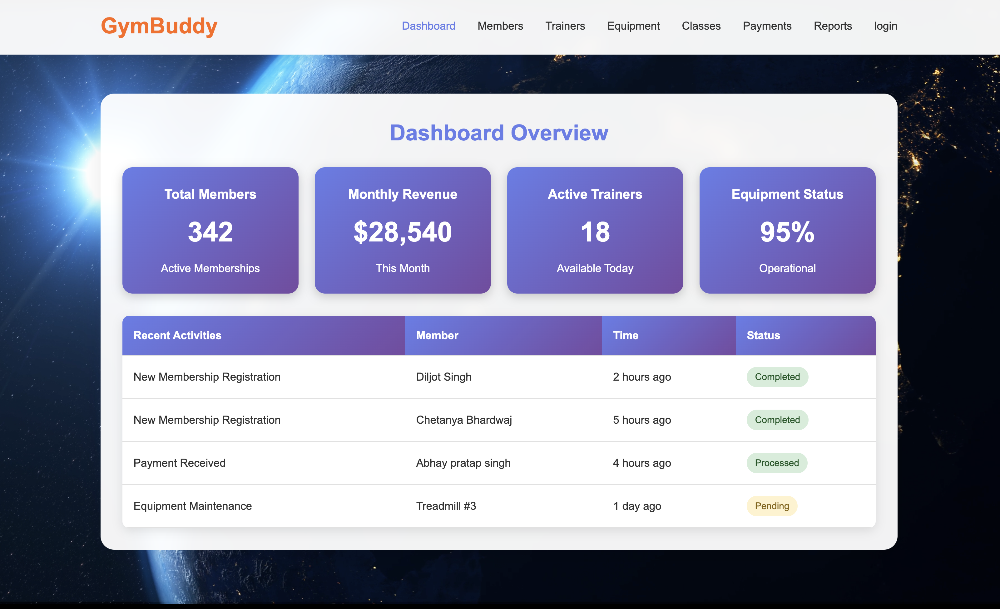 GymBuddy
Dashboard Members Trainers Equipment Classes Payments Reports login
Dashboard Overview
Total Members
342
Active Memberships
Monthly Revenue
$28,540
This Month
Active Trainers
18
Available Today
Equipment Status
95%
Operational
Recent Activities Member Time Status
New Membership Registration Diljot Singh 2 hours ago Completed
New Membership Registration Chetanya Bhardwaj 5 hours ago Completed
Payment Received Abhay pratap singh 4 hours ago Processed
Equipment Maintenance Treadmill #3 1 day ago Pending